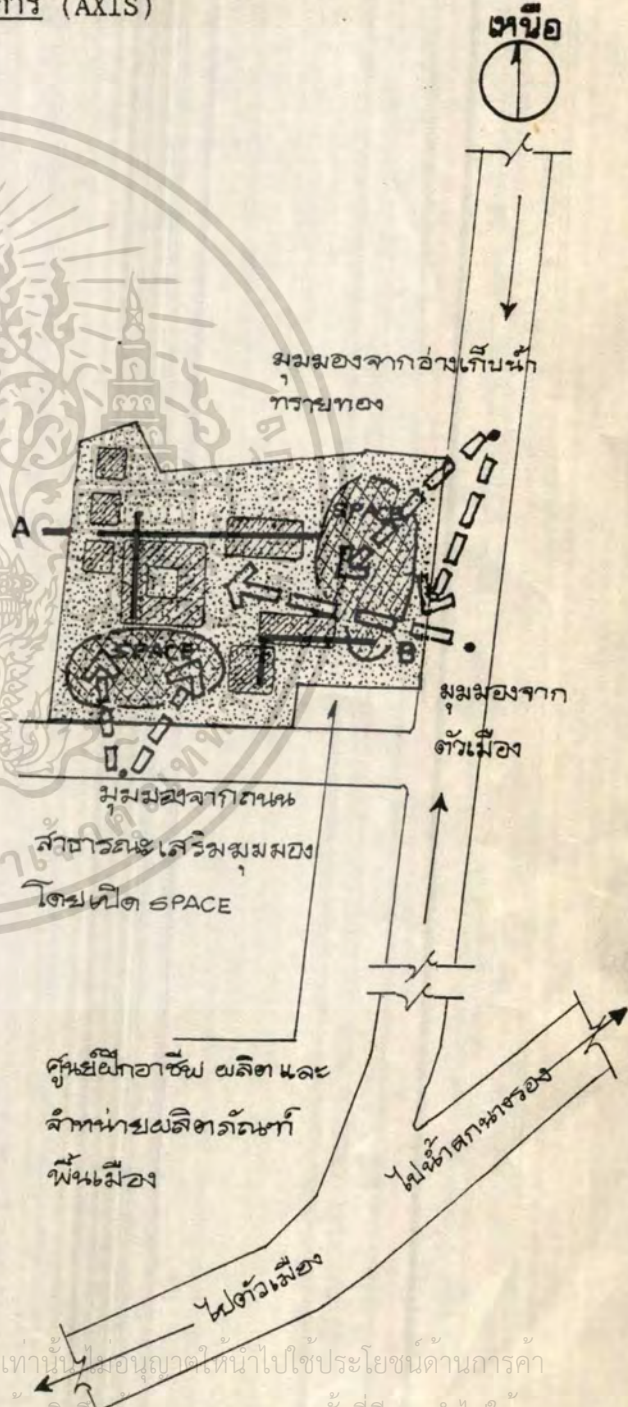 การ (AXIS)
เหนือ
มุมมองจากอ่างเก็บน้ำ
ทรายทอง
A
SPACE
B
SPACE
มุมมองจาก
ตัวเมือง
มุมมองจากถนน
สาธารณะเสริมมุมมอง
โดยเปิด SPACE
ศูนย์ฝึกอาชีพ ผลิต และ
จำหน่ายผลิตภัณฑ์
พื้นเมือง
ไปน้ำตกนางรอง
ไปตัวเมือง
เท่านั้น ไม่อนุญาตให้นำไปใช้ประโยชน์ด้านการค้า